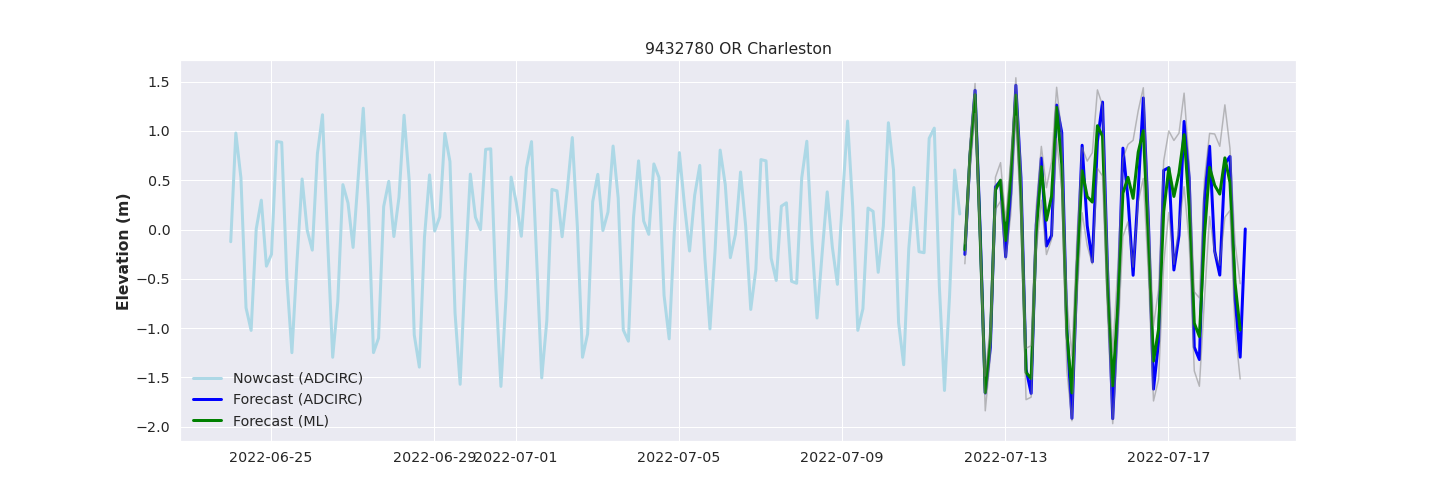 9432780 OR Charleston
Elevation (m)
1.5
1.0
0.5
0.0
−0.5
−1.0
−1.5
−2.0
Nowcast (ADCIRC)
Forecast (ADCIRC)
Forecast (ML)
2022-06-25 2022-06-29 2022-07-01 2022-07-05 2022-07-09 2022-07-13 2022-07-17